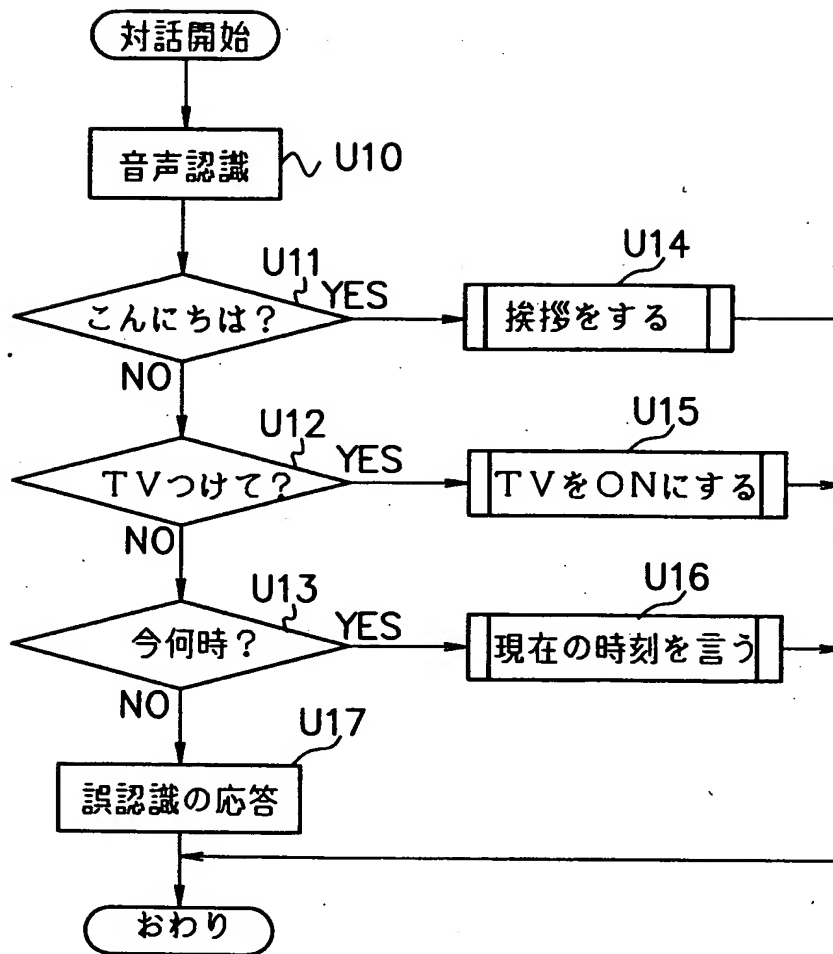 対話開始
音声認識
U10
U11
こんにちは?
YES
U14
挨拶をする
NO
U12
TVつけて?
YES
U15
TVをONにする
NO
U13
今何時?
YES
U16
現在の時刻を言う
NO
U17
誤認識の応答
おわり